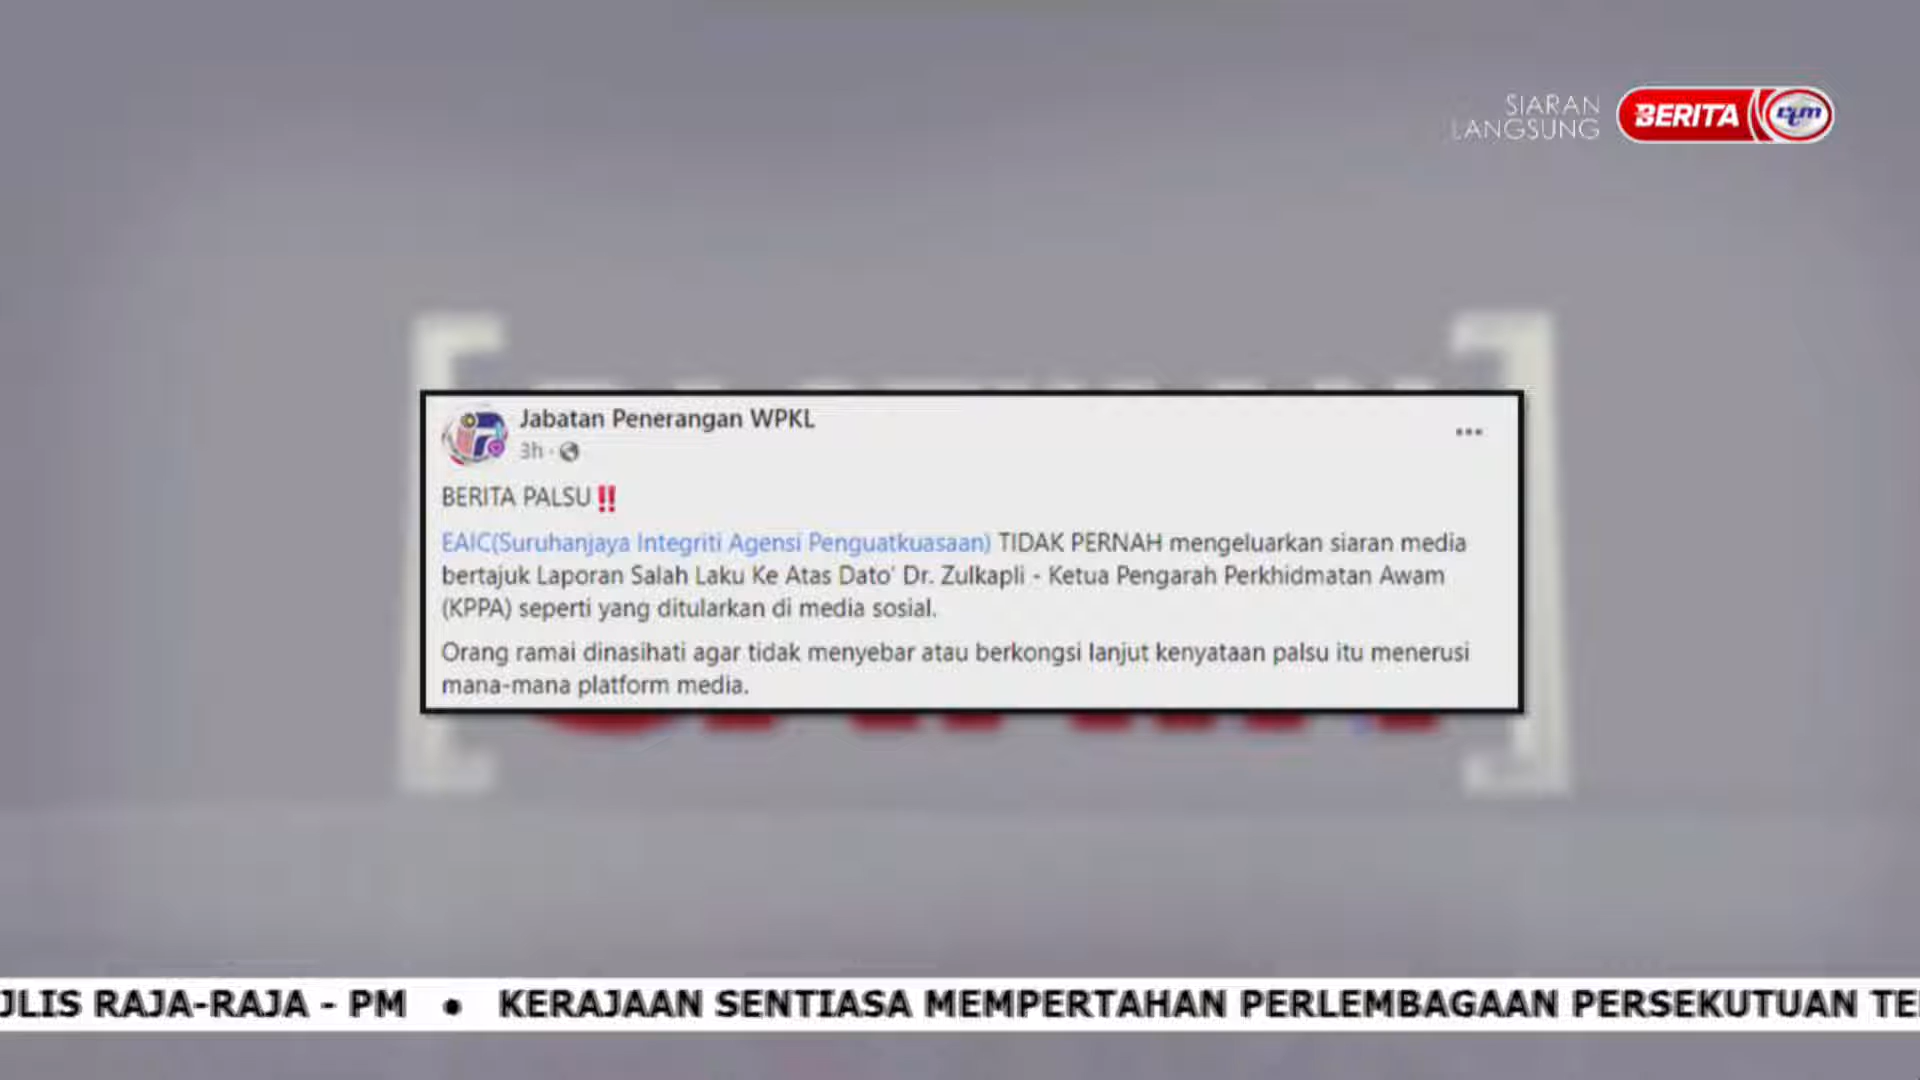 SIARAN
LANGSUNG
BERITA rtm
Jabatan Penerangan WPKL
3h ·
BERITA PALSU‼
EAIC(Suruhanjaya Integriti Agensi Penguatkuasaan) TIDAK PERNAH mengeluarkan siaran media
bertajuk Laporan Salah Laku Ke Atas Dato' Dr. Zulkapli - Ketua Pengarah Perkhidmatan Awam
(KPPA) seperti yang ditularkan di media sosial.
Orang ramai dinasihati agar tidak menyebar atau berkongsi lanjut kenyataan palsu itu menerusi
mana-mana platform media.
JLIS RAJA-RAJA - PM • KERAJAAN SENTIASA MEMPERTAHAN PERLEMBAGAAN PERSEKUTUAN TE